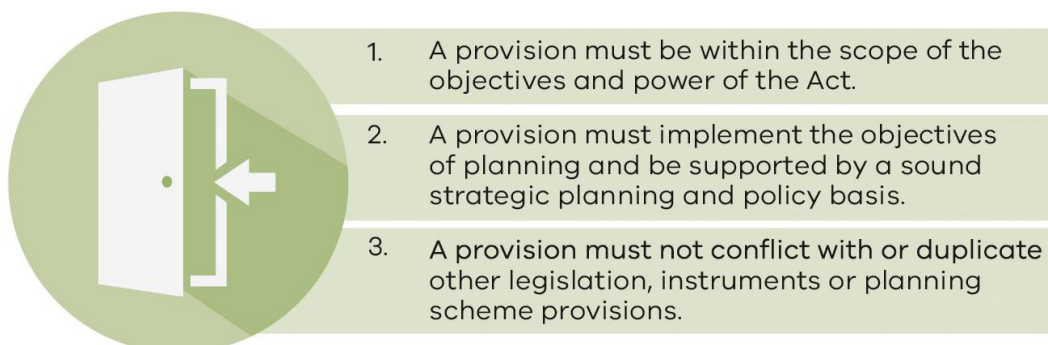 1. A provision must be within the scope of the
objectives and power of the Act.
2. A provision must implement the objectives
of planning and be supported by a sound
strategic planning and policy basis.
3. A provision must not conflict with or duplicate
other legislation, instruments or planning
scheme provisions.